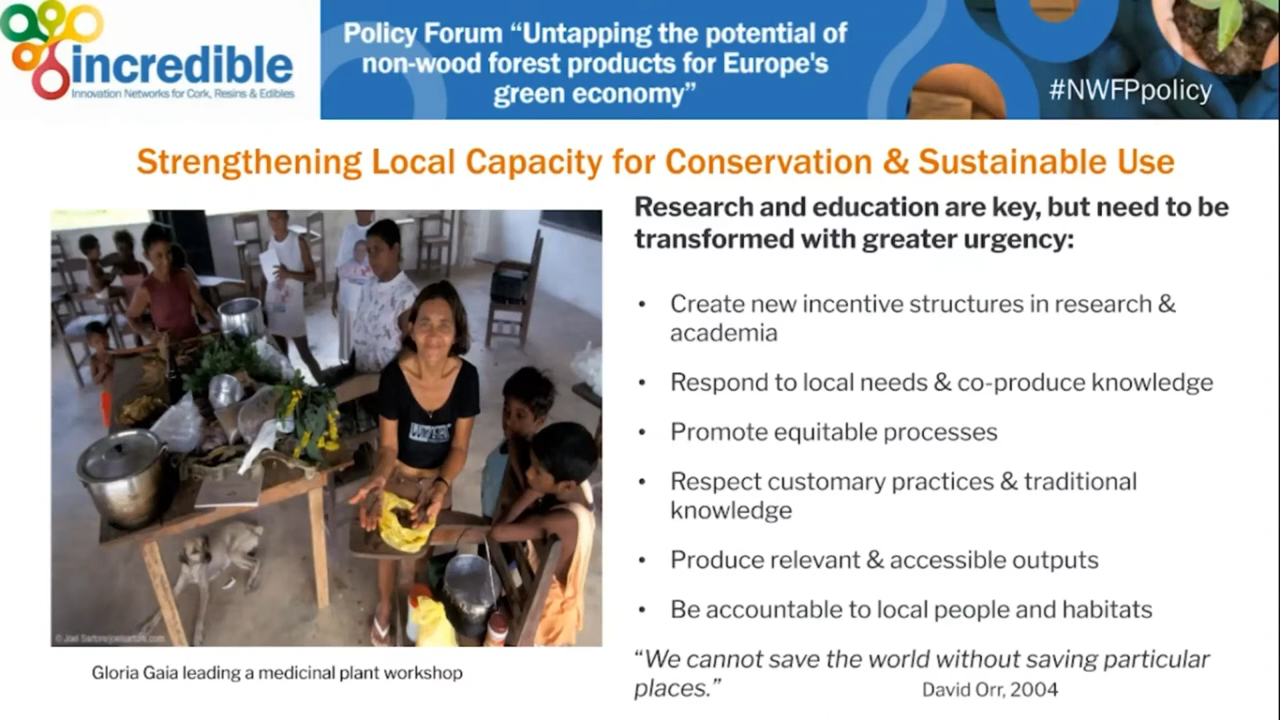 incredible
Innovation Networks for Cork, Resins & Edibles
Policy Forum “Untapping the potential of
non-wood forest products for Europe's
green economy”
#NWFPpolicy
Strengthening Local Capacity for Conservation & Sustainable Use
Research and education are key, but need to be
transformed with greater urgency:
• Create new incentive structures in research &
academia
• Respond to local needs & co-produce knowledge
• Promote equitable processes
• Respect customary practices & traditional
knowledge
• Produce relevant & accessible outputs
• Be accountable to local people and habitats
“We cannot save the world without saving particular
places.” David Orr, 2004
© Joel Sartore/joelsartore.com
Gloria Gaia leading a medicinal plant workshop